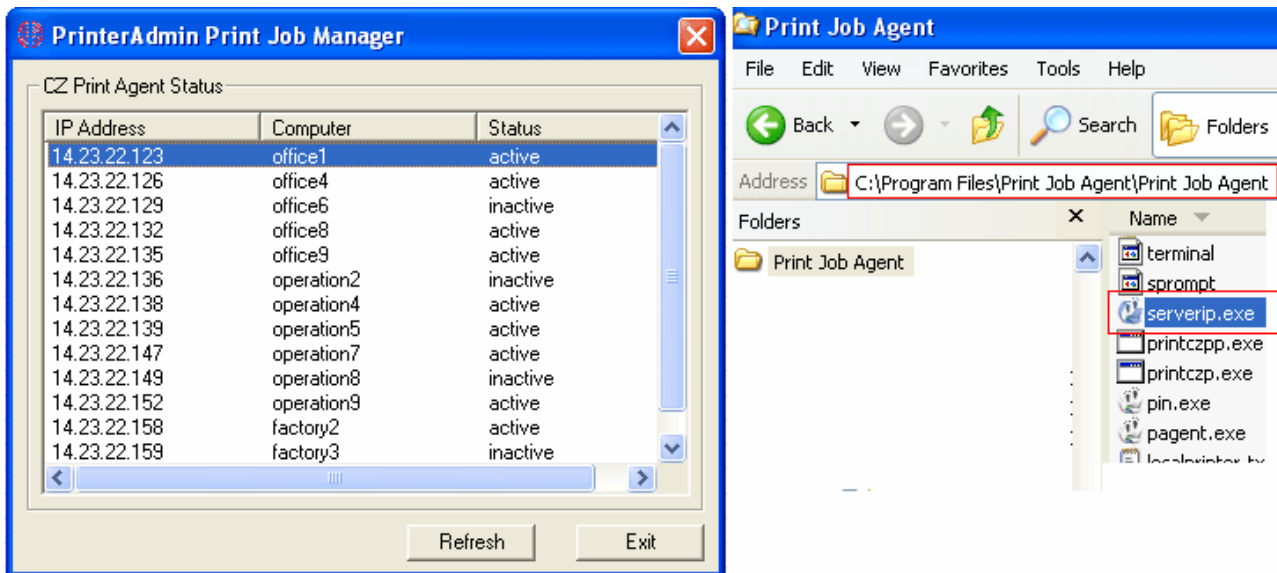 PrinterAdmin Print Job Manager
CZ Print Agent Status
IP Address Computer Status
14.23.22.123 office1 active
14.23.22.126 office4 active
14.23.22.129 office6 inactive
14.23.22.132 office8 active
14.23.22.135 office9 active
14.23.22.136 operation2 inactive
14.23.22.138 operation4 active
14.23.22.139 operation5 active
14.23.22.147 operation7 active
14.23.22.149 operation8 inactive
14.23.22.152 operation9 active
14.23.22.158 factory2 active
14.23.22.159 factory3 inactive
Refresh Exit
Print Job Agent
File Edit View Favorites Tools Help
Back Search Folders
Address C:\Program Files\Print Job Agent\Print Job Agent
Folders x Name
Print Job Agent
terminal
sprompt
serverip.exe
printczpp.exe
printczp.exe
pin.exe
pagent.exe